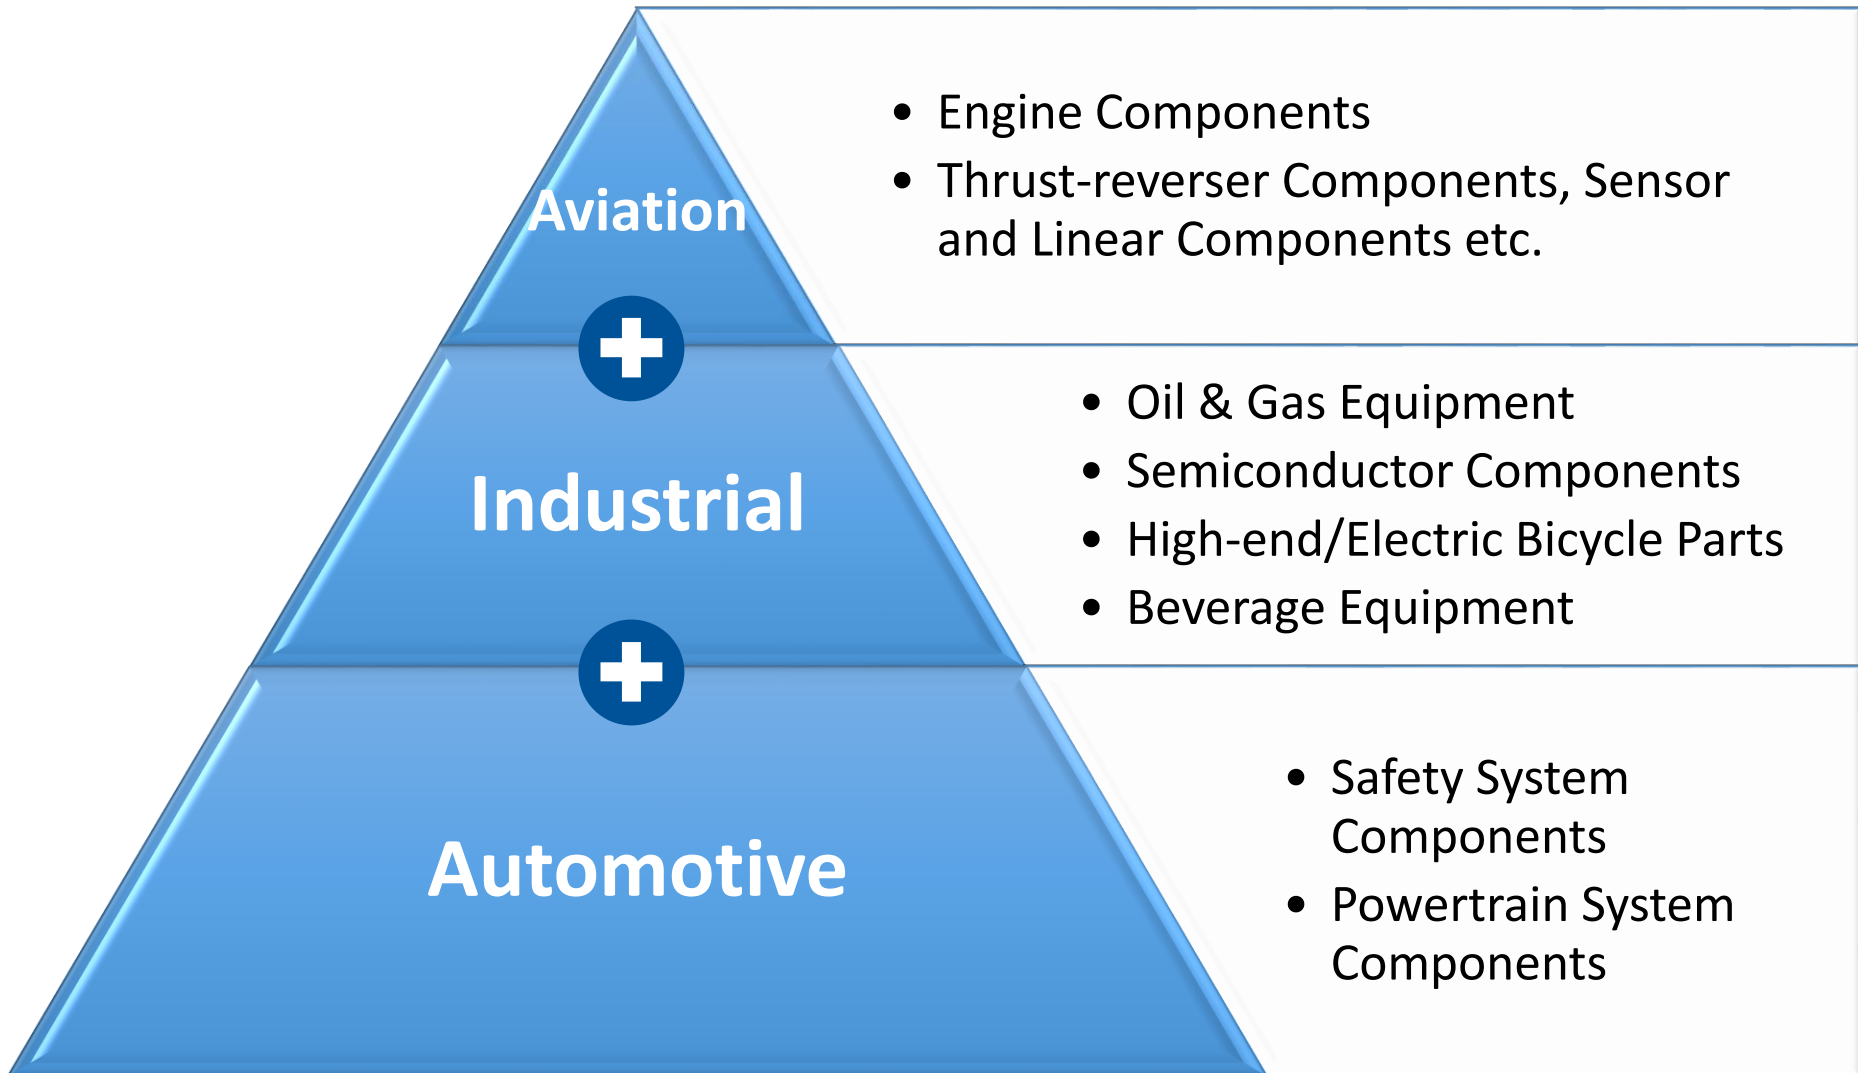 Aviation
• Engine Components
• Thrust-reverser Components, Sensor
and Linear Components etc.
Industrial
• Oil & Gas Equipment
• Semiconductor Components
• High-end/Electric Bicycle Parts
• Beverage Equipment
Automotive
• Safety System
Components
• Powertrain System
Components